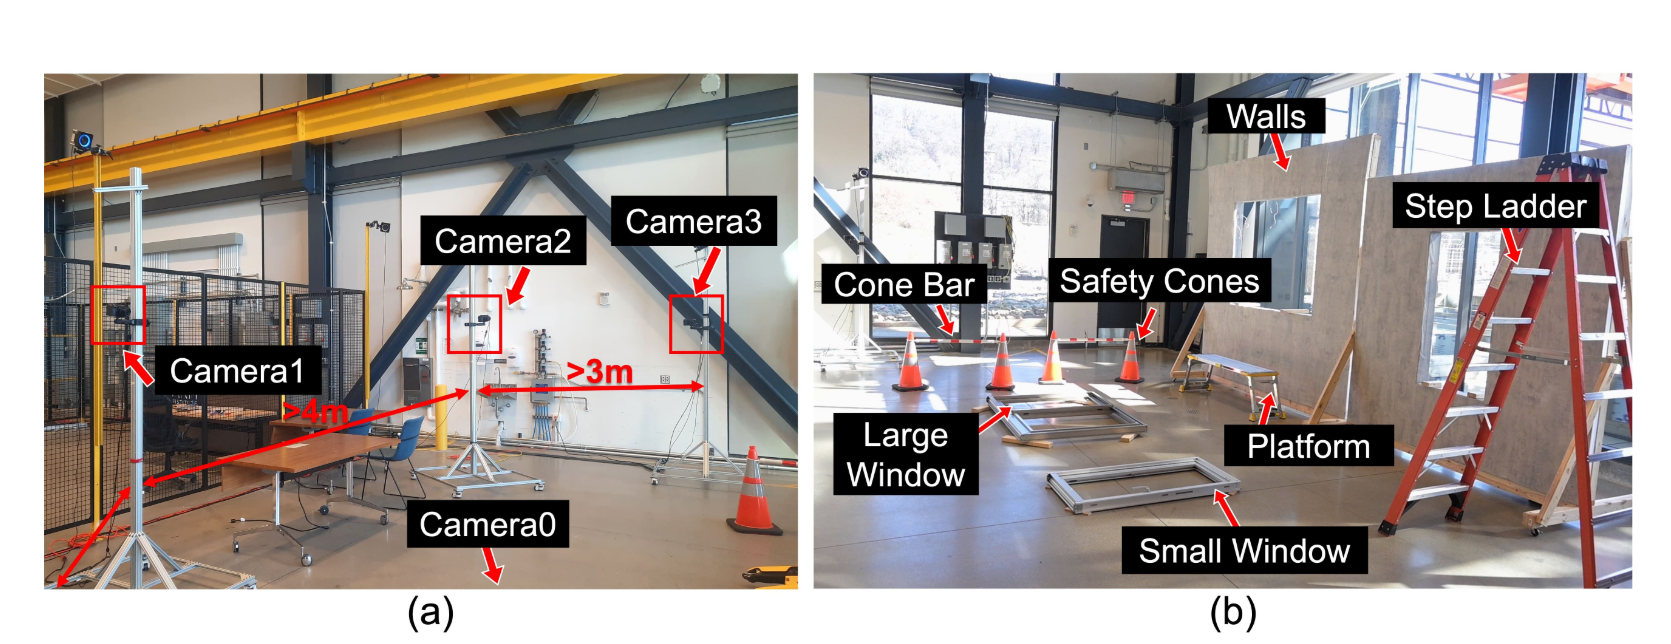 Camera3
Camera2
Camera1
>3m
>4m
Camera0
(a)
Walls
Step Ladder
Cone Bar
Safety Cones
Large
Window
Platform
Small Window
(b)